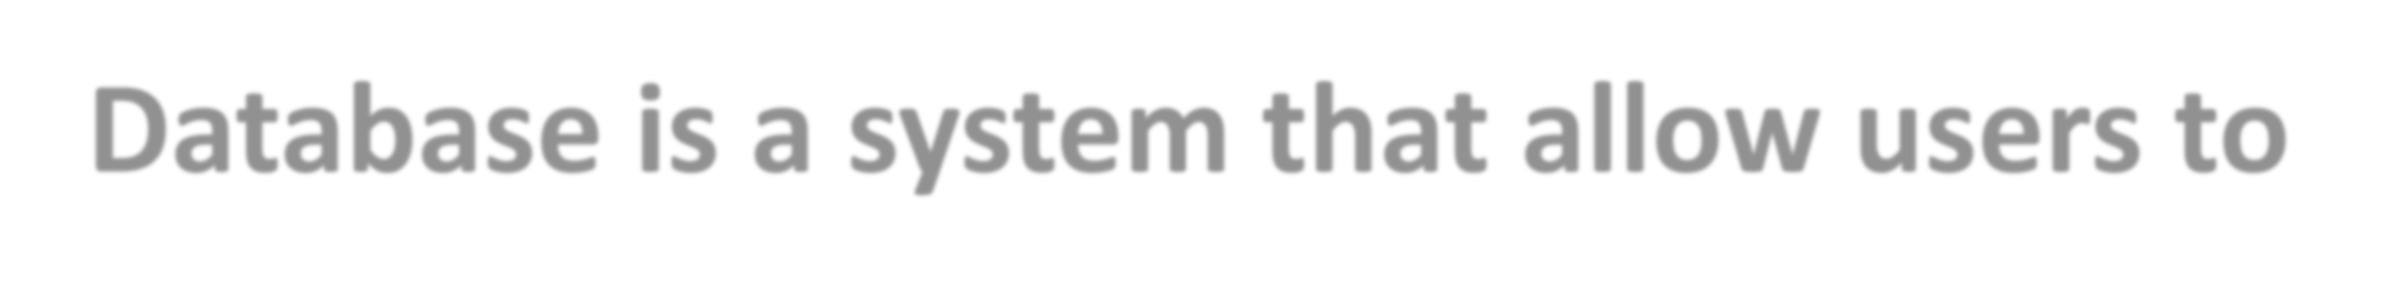 Database is a system that allow users to